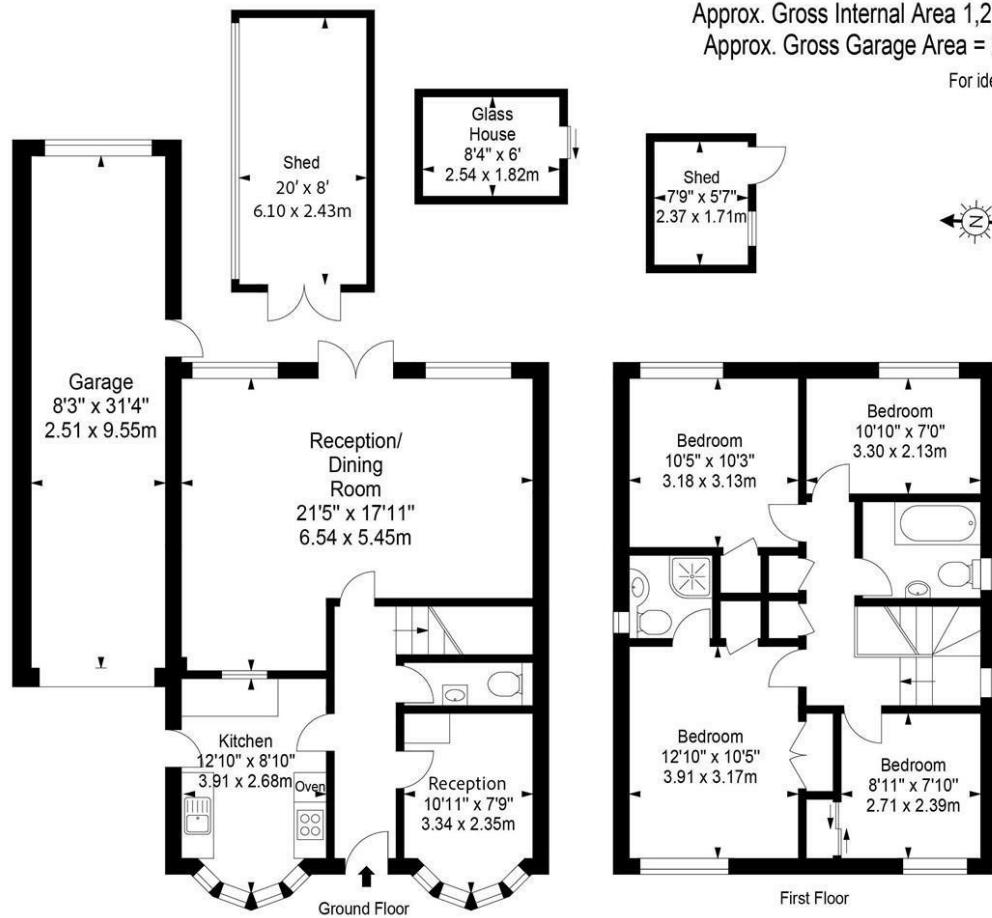 Approx. Gross Internal Area 1,2
Approx. Gross Garage Area =
For ide
Glass
House
8'4" x 6'
2.54 x 1.82m
Shed
20' x 8'
6.10 x 2.43m
Shed
7'9" x 5'7"
2.37 x 1.71m
N
Garage
8'3" x 31'4"
2.51 x 9.55m
Reception/
Dining
Room
21'5" x 17'11"
6.54 x 5.45m
Bedroom
10'5" x 10'3"
3.18 x 3.13m
Bedroom
10'10" x 7'0"
3.30 x 2.13m
Kitchen
12'10" x 8'10"
3.91 x 2.68m
Oven
Reception
10'11" x 7'9"
3.34 x 2.35m
Bedroom
12'10" x 10'5"
3.91 x 3.17m
Bedroom
8'11" x 7'10"
2.71 x 2.39m
Ground Floor
First Floor